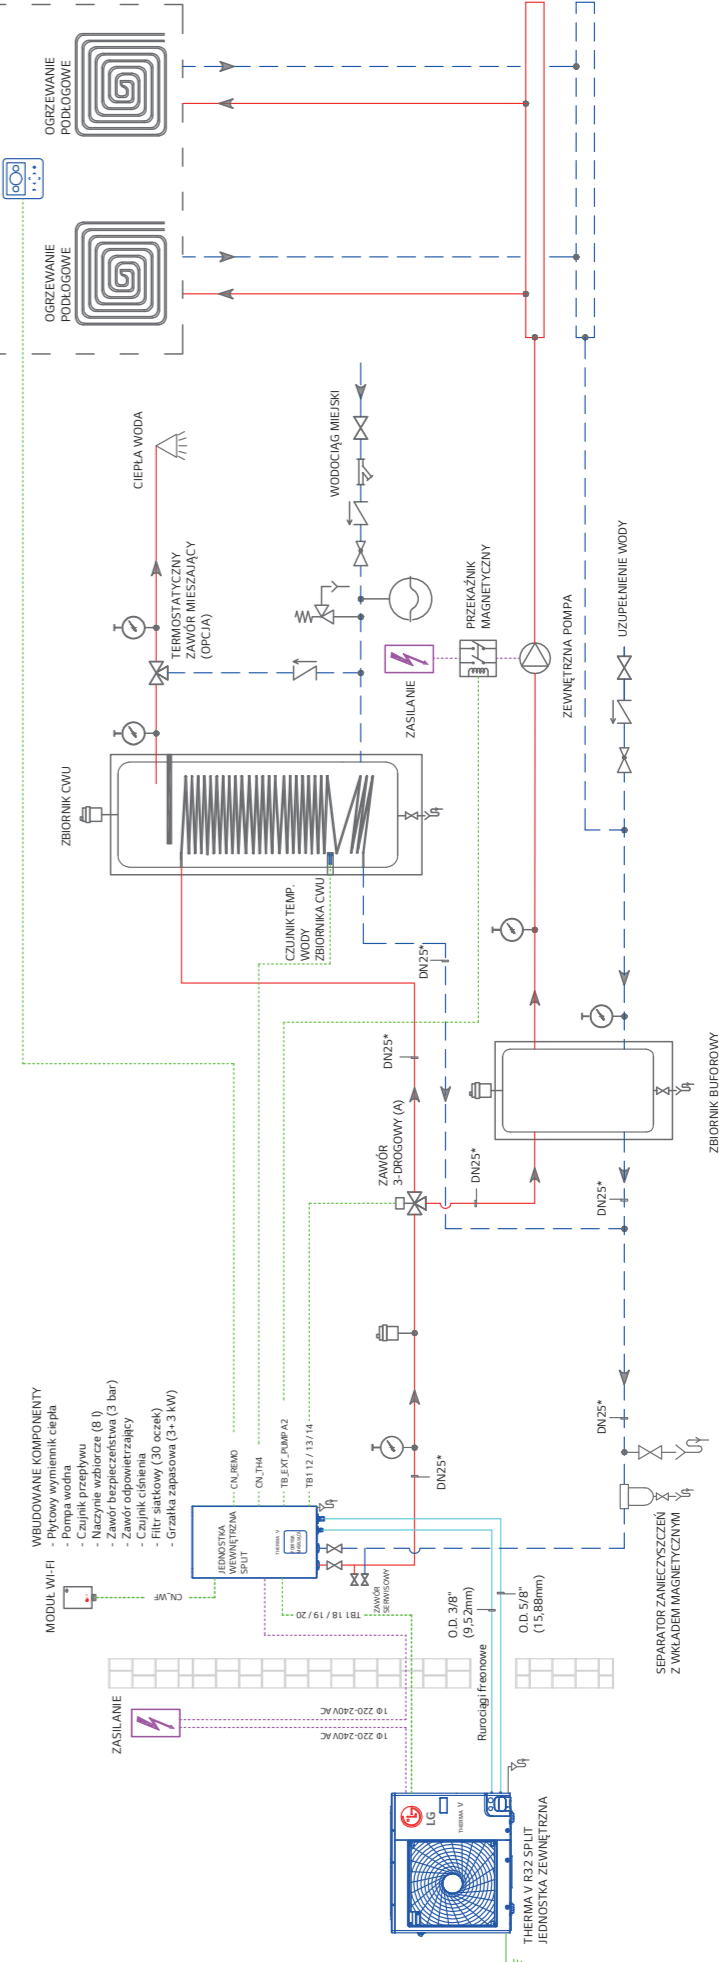 OGRZEWANIE
PODŁOGOWE
OGRZEWANIE
PODŁOGOWE
CIEPŁA WODA
WODOCIĄG MIEJSKI
TERMOSTATYCZNY
ZAWÓR MIESZAJĄCY
(OPCJA)
ZBIORNIK CWU
CZUJNIK TEMP.
WODY
ZBIORNIKA CWU
ZASILANIE
PRZEKAŹNIK
MAGNETYCZNY
ZEWNĘTRZNA POMPA
UZUPEŁNIENIE WODY
DN25*
DN25*
ZAWÓR
3-DROGOWY (A)
DN25*
DN25*
ZBIORNIK BUFOROWY
WBUDOWANE KOMPONENTY
- Płytowy wymiennik ciepła
- Pompa wodna
- Czujnik przepływu
- Naczynie wzbiorcze (8 l)
- Zawór bezpieczeństwa (3 bar)
- Zawór odpowietrzający
- Czujnik ciśnienia
- Filtr siatkowy (30 oczek)
- Grzałka zapasowa (3+3 kW)
MODUŁ WI-FI
CN_WF
JEDNOSTKA
WEWNĘTRZNA
SPLIT
THERMA V
CN_REMO
CN_TH4
TB_EXT_PUMP A2
TB1 12 / 13 / 14
DN25*
DN25*
ZAWÓR
SERWISOWY
TB1 18 / 19 / 20
O.D. 3/8"
(9,52mm)
O.D. 5/8"
(15,88mm)
Rurociągi freonowe
SEPARATOR ZANIECZYSZCZEŃ
Z WKŁADEM MAGNETYCZNYM
ZASILANIE
1Φ 220-240V AC
1Φ 220-240V AC
LG
THERMA V
THERMA V R32 SPLIT
JEDNOSTKA ZEWNĘTRZNA